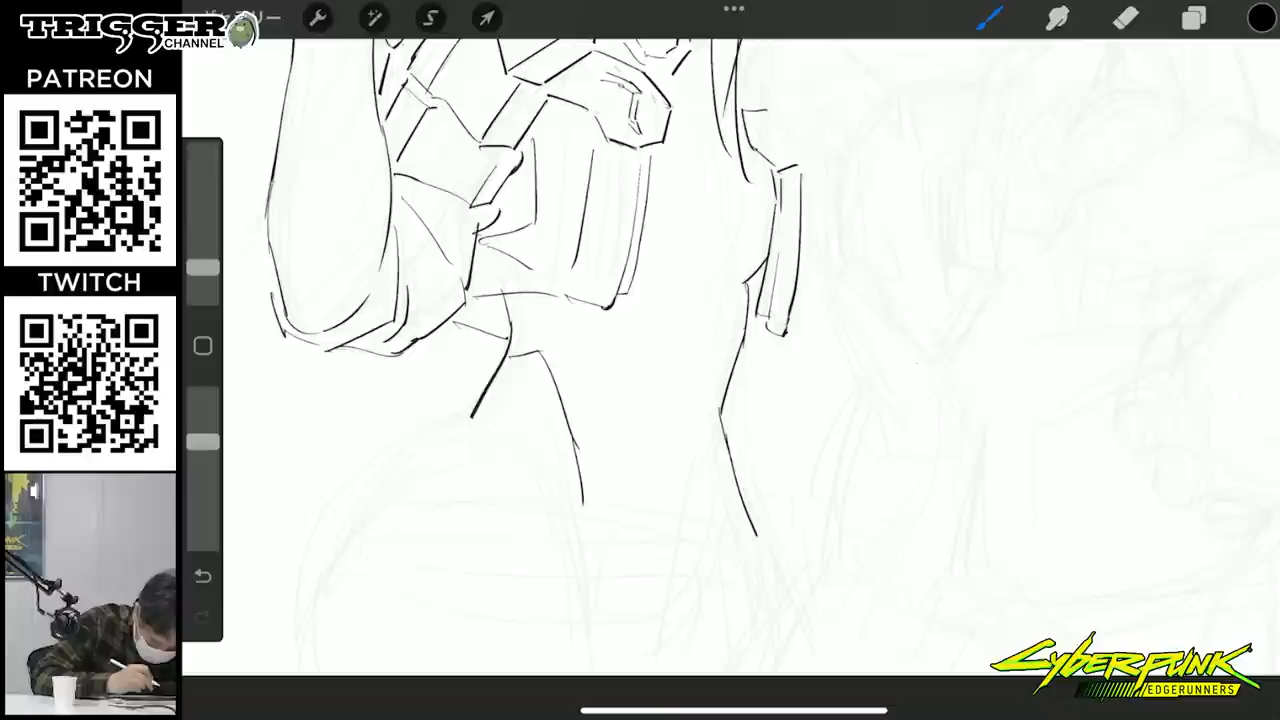 TRIGGER
CHANNEL
PATREON
TWITCH
CYBERPUNK
EDGERUNNERS